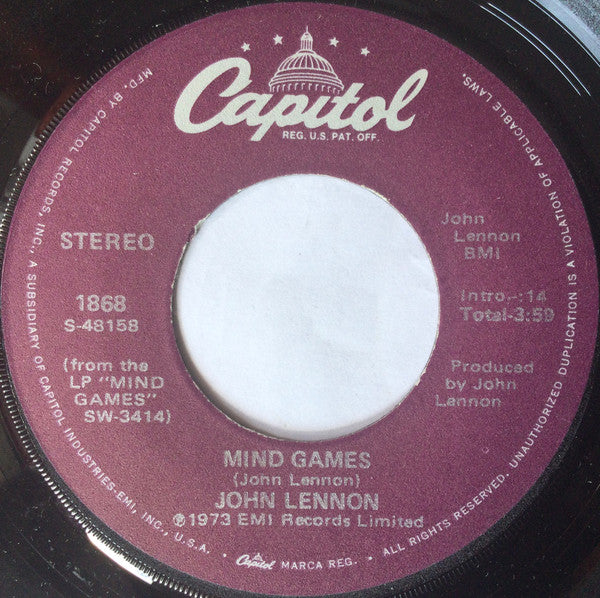 Capitol
REG. U.S. PAT. OFF.
STEREO
1868
S-48158
(from the
LP "MIND
GAMES"
SW-3414)
John
Lennon
BMI
Intro-:14
Total-3:59
Produced
by John
Lennon
MIND GAMES
(John Lennon)
JOHN LENNON
℗1973 EMI Records Limited
MFD. BY CAPITOL RECORDS, INC., A SUBSIDIARY OF CAPITOL INDUSTRIES-EMI, INC., U.S.A. • Capitol MARCA REG. • ALL RIGHTS RESERVED. UNAUTHORIZED DUPLICATION IS A VIOLATION OF APPLICABLE LAWS.